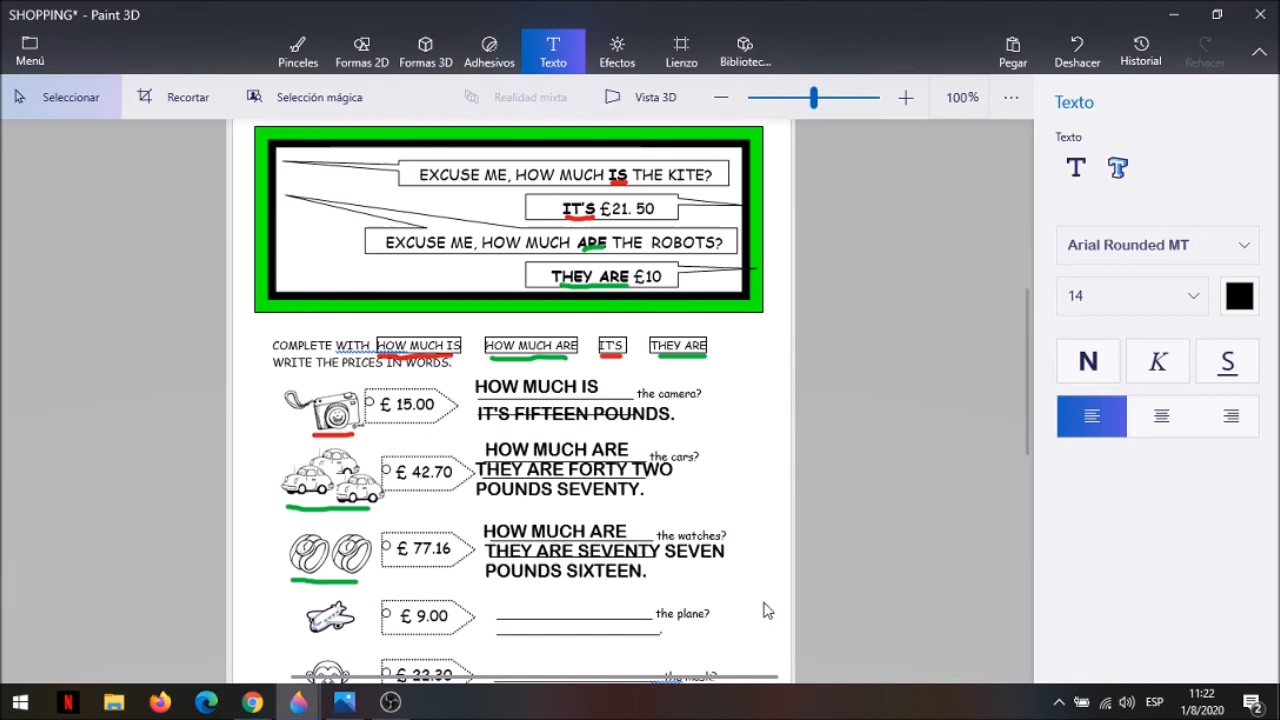 SHOPPING* - Paint 3D
Menú
Pinceles
Formas 2D
Formas 3D
Adhesivos
Texto
Efectos
Lienzo
Bibliotec...
Pegar
Deshacer
Historial
Rehacer
Seleccionar
Recortar
Selección mágica
Realidad mixta
Vista 3D
100%
Texto
Texto
Arial Rounded MT
14
N K S
EXCUSE ME, HOW MUCH IS THE KITE?
IT'S £21. 50
EXCUSE ME, HOW MUCH ARE THE ROBOTS?
THEY ARE £10
COMPLETE WITH HOW MUCH IS HOW MUCH ARE IT'S THEY ARE
WRITE THE PRICES IN WORDS.
£ 15.00
HOW MUCH IS the camera?
IT'S FIFTEEN POUNDS.
£ 42.70
HOW MUCH ARE the cars?
THEY ARE FORTY TWO
POUNDS SEVENTY.
£ 77.16
HOW MUCH ARE the watches?
THEY ARE SEVENTY SEVEN
POUNDS SIXTEEN.
£ 9.00
the plane?
£ 22.30
the mask?
ESP
11:22
1/8/2020
2